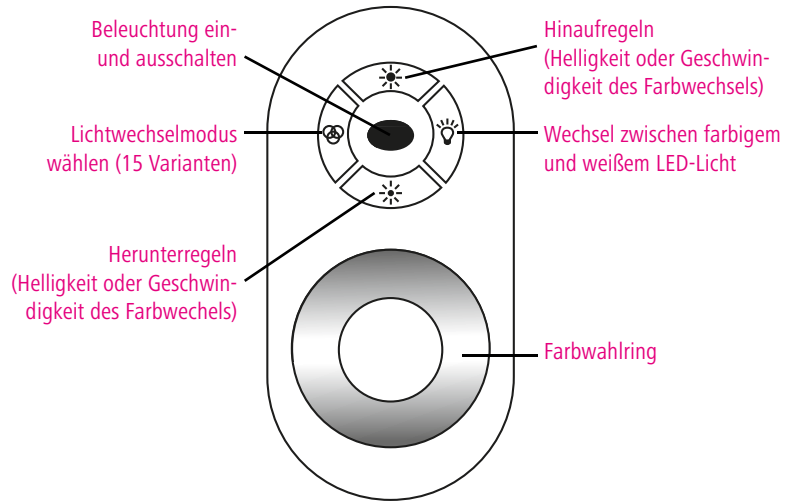 Beleuchtung ein-
und ausschalten
Hinaufregeln
(Helligkeit oder Geschwin-
digkeit des Farbwechsels)
Lichtwechselmodus
wählen (15 Varianten)
Wechsel zwischen farbigem
und weißem LED-Licht
Herunterregeln
(Helligkeit oder Geschwin-
digkeit des Farbwechels)
Farbwahlring